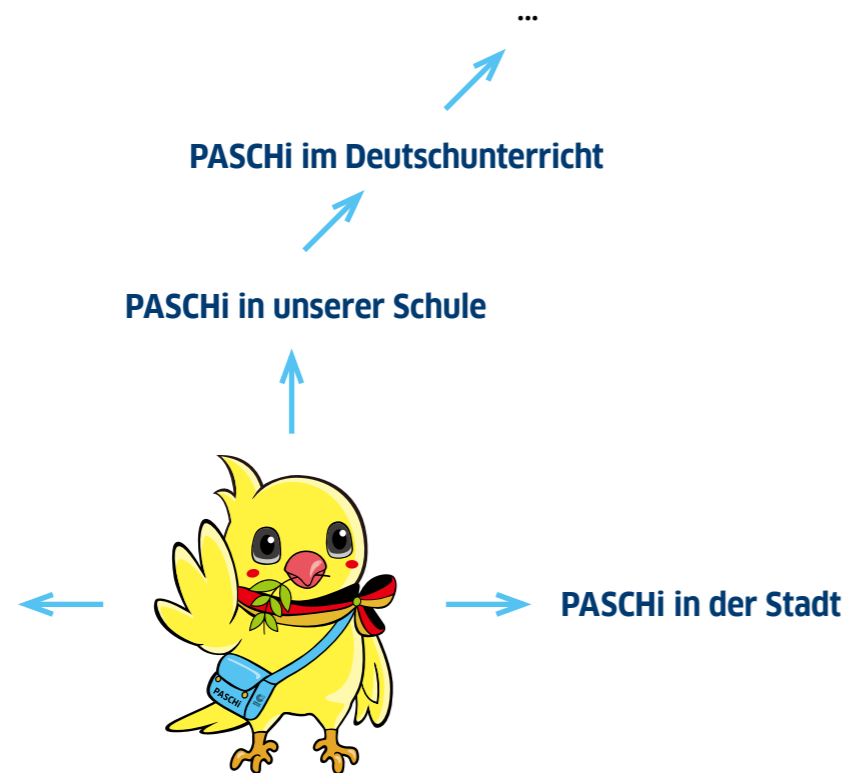 ...
PASCHi im Deutschunterricht
PASCHi in unserer Schule
PASCHi in der Stadt
PASCHi